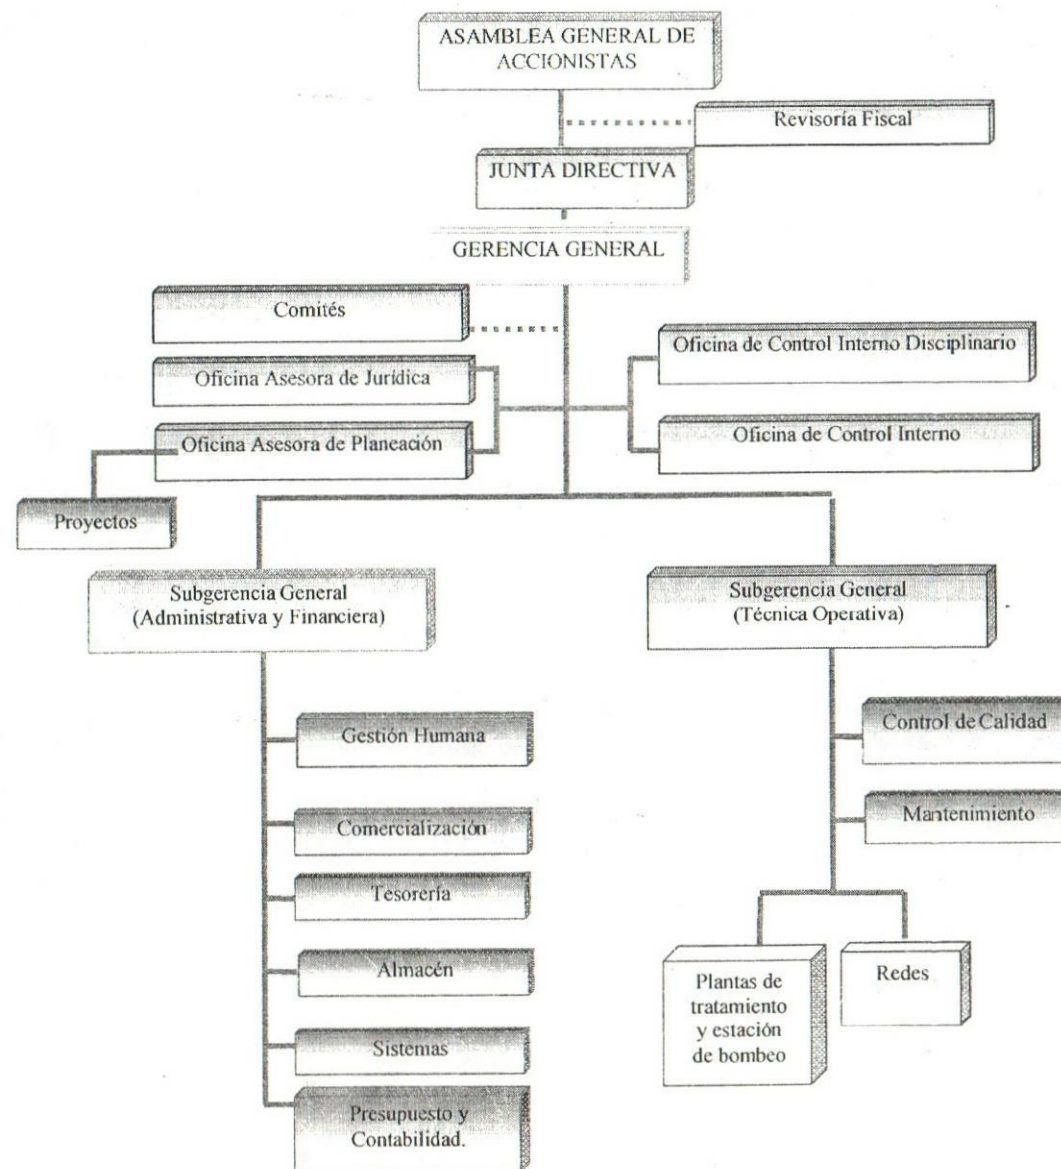 ASAMBLEA GENERAL DE
ACCIONISTAS
Revisoría Fiscal
JUNTA DIRECTIVA
GERENCIA GENERAL
Comités
Oficina de Control Interno Disciplinario
Oficina Asesora de Jurídica
Oficina Asesora de Planeación
Oficina de Control Interno
Proyectos
Subgerencia General
(Administrativa y Financiera)
Subgerencia General
(Técnica Operativa)
Gestión Humana
Comercialización
Tesorería
Almacén
Sistemas
Presupuesto y
Contabilidad.
Control de Calidad
Mantenimiento
Plantas de
tratamiento
y estación
de bombeo
Redes